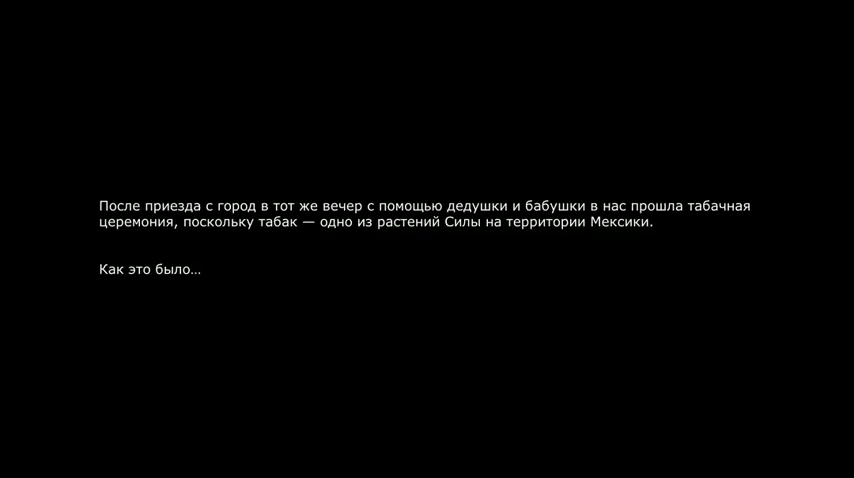 После приезда с город в тот же вечер с помощью дедушки и бабушки в нас прошла табачная
церемония, поскольку табак — одно из растений Силы на территории Мексики.
Как это было…